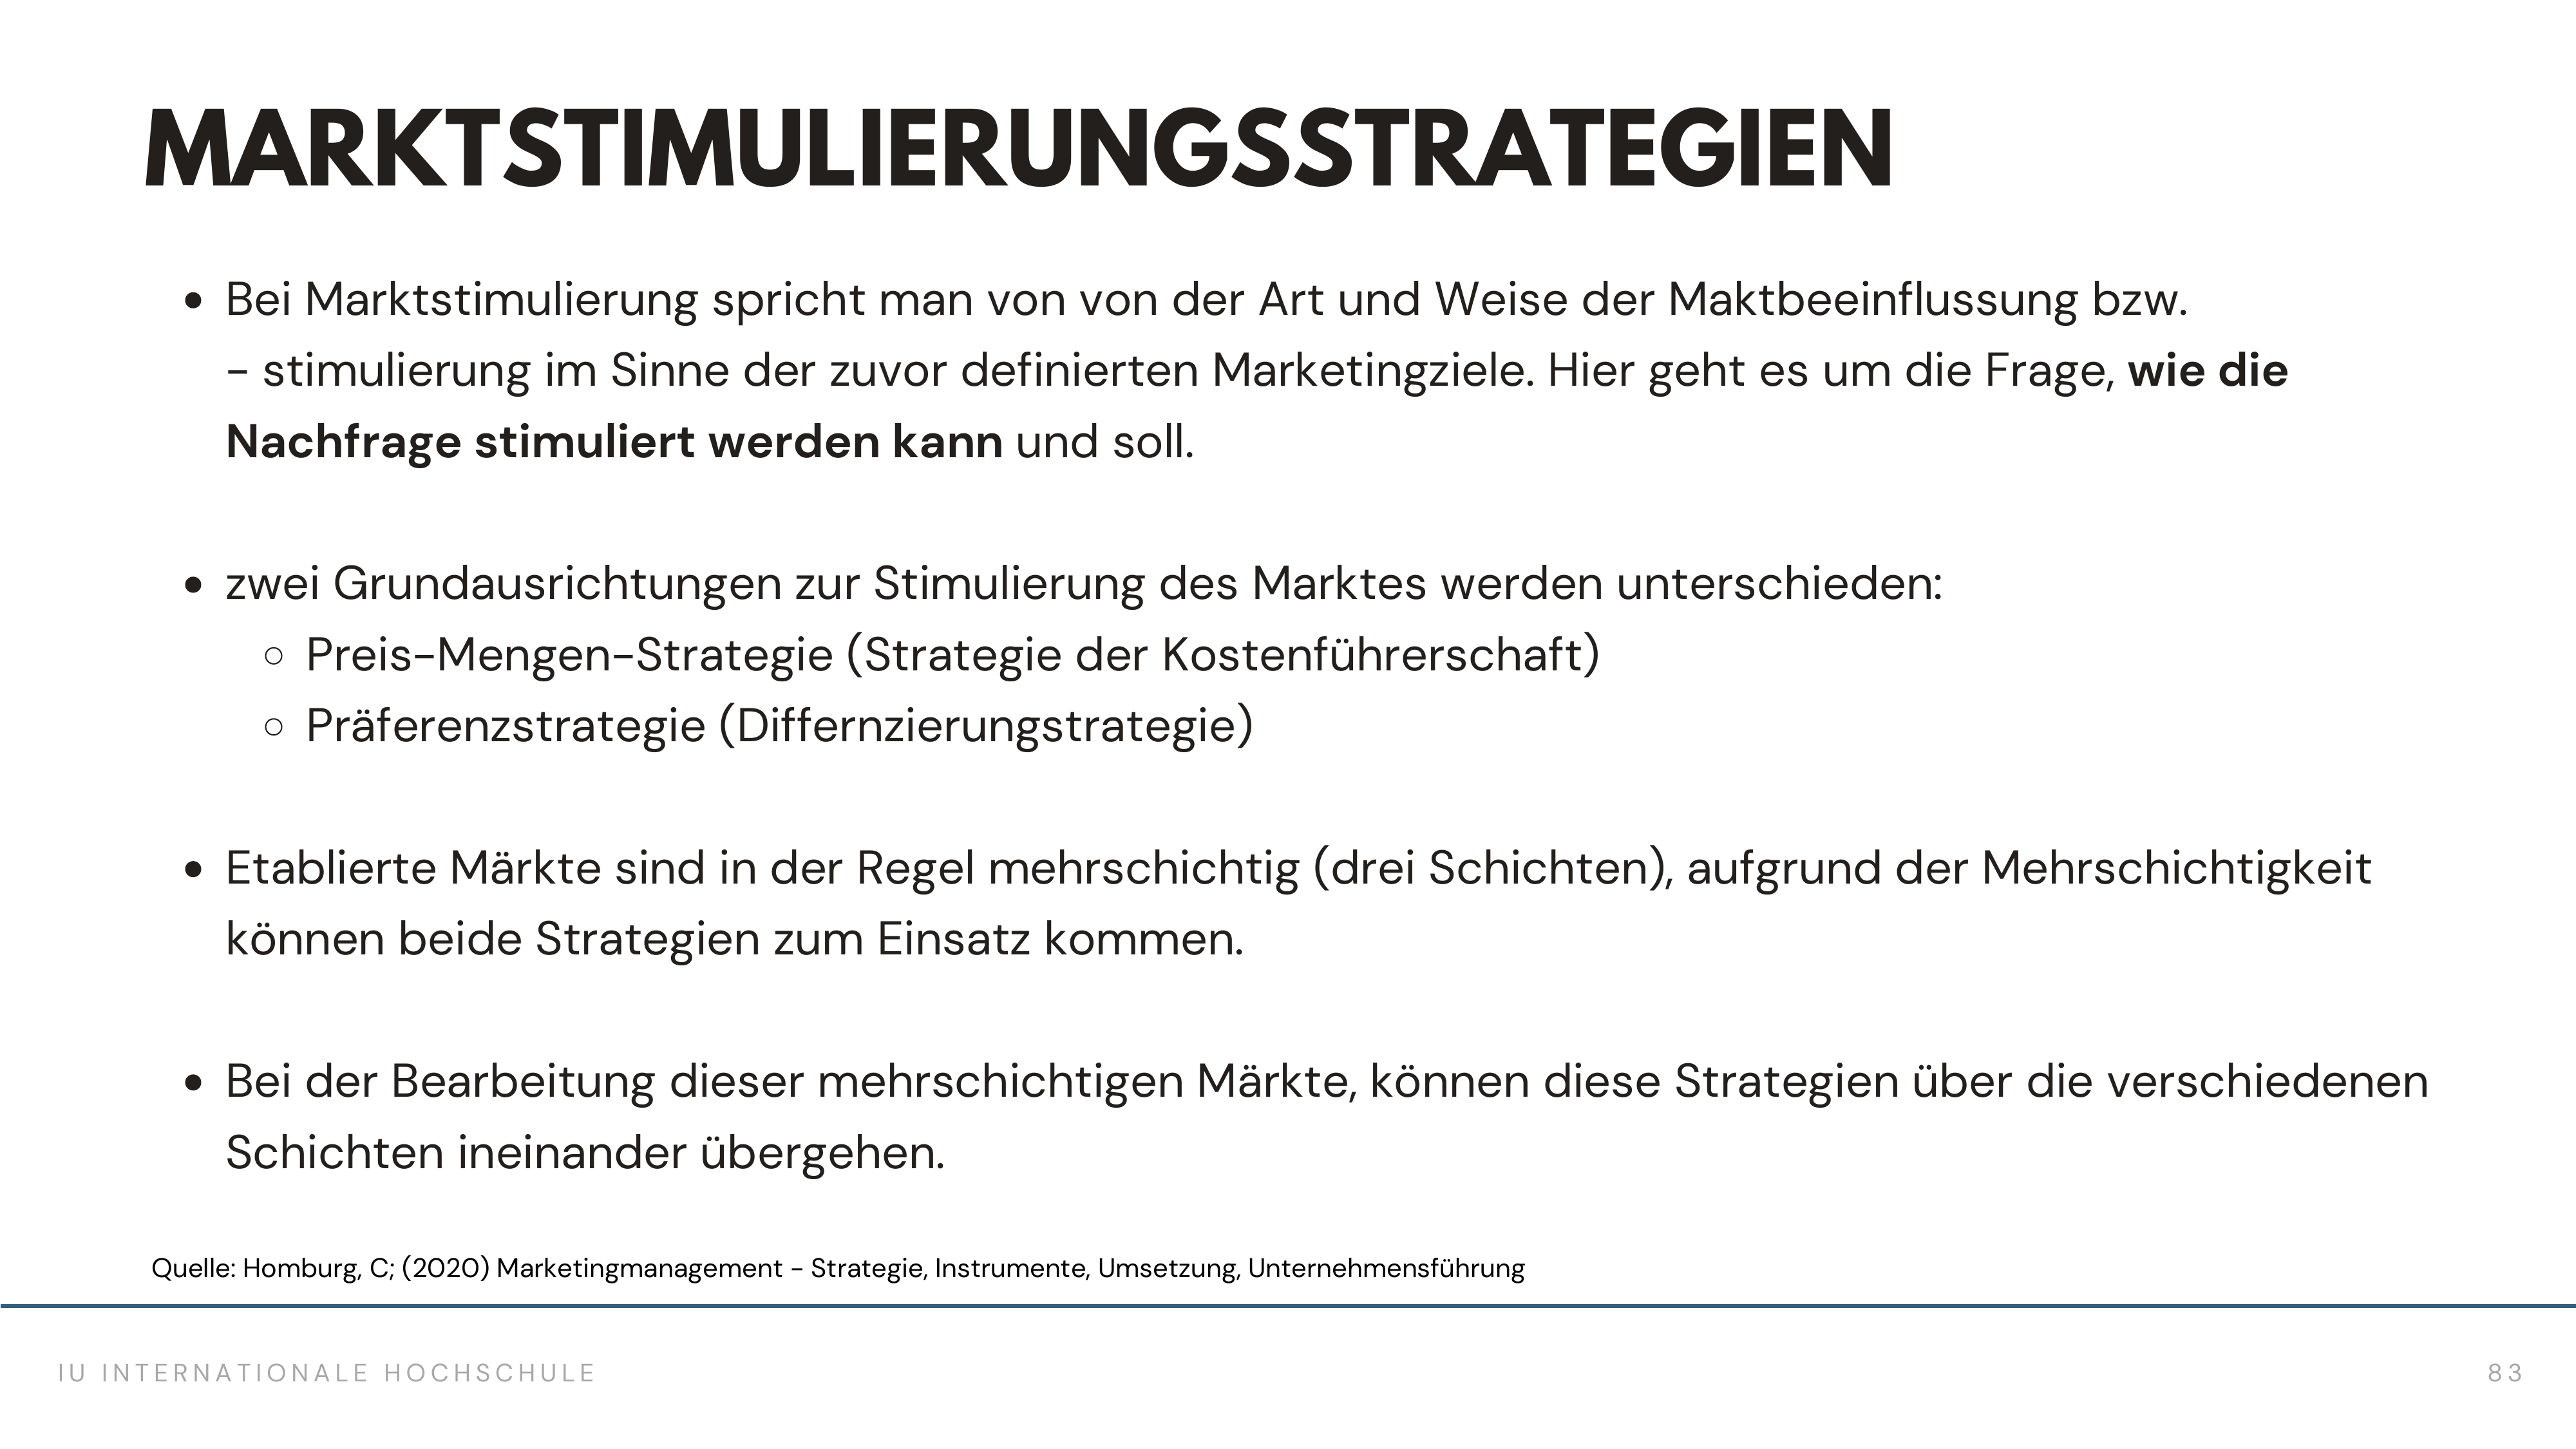 MARKTSTIMULIERUNGSSTRATEGIEN
• Bei Marktstimulierung spricht man von von der Art und Weise der Maktbeeinflussung bzw.
- stimulierung im Sinne der zuvor definierten Marketingziele. Hier geht es um die Frage, wie die
Nachfrage stimuliert werden kann und soll.
• zwei Grundausrichtungen zur Stimulierung des Marktes werden unterschieden:
○ Preis-Mengen-Strategie (Strategie der Kostenführerschaft)
○ Präferenzstrategie (Differnzierungstrategie)
• Etablierte Märkte sind in der Regel mehrschichtig (drei Schichten), aufgrund der Mehrschichtigkeit
können beide Strategien zum Einsatz kommen.
• Bei der Bearbeitung dieser mehrschichtigen Märkte, können diese Strategien über die verschiedenen
Schichten ineinander übergehen.
Quelle: Homburg, C; (2020) Marketingmanagement - Strategie, Instrumente, Umsetzung, Unternehmensführung
IU INTERNATIONALE HOCHSCHULE
83